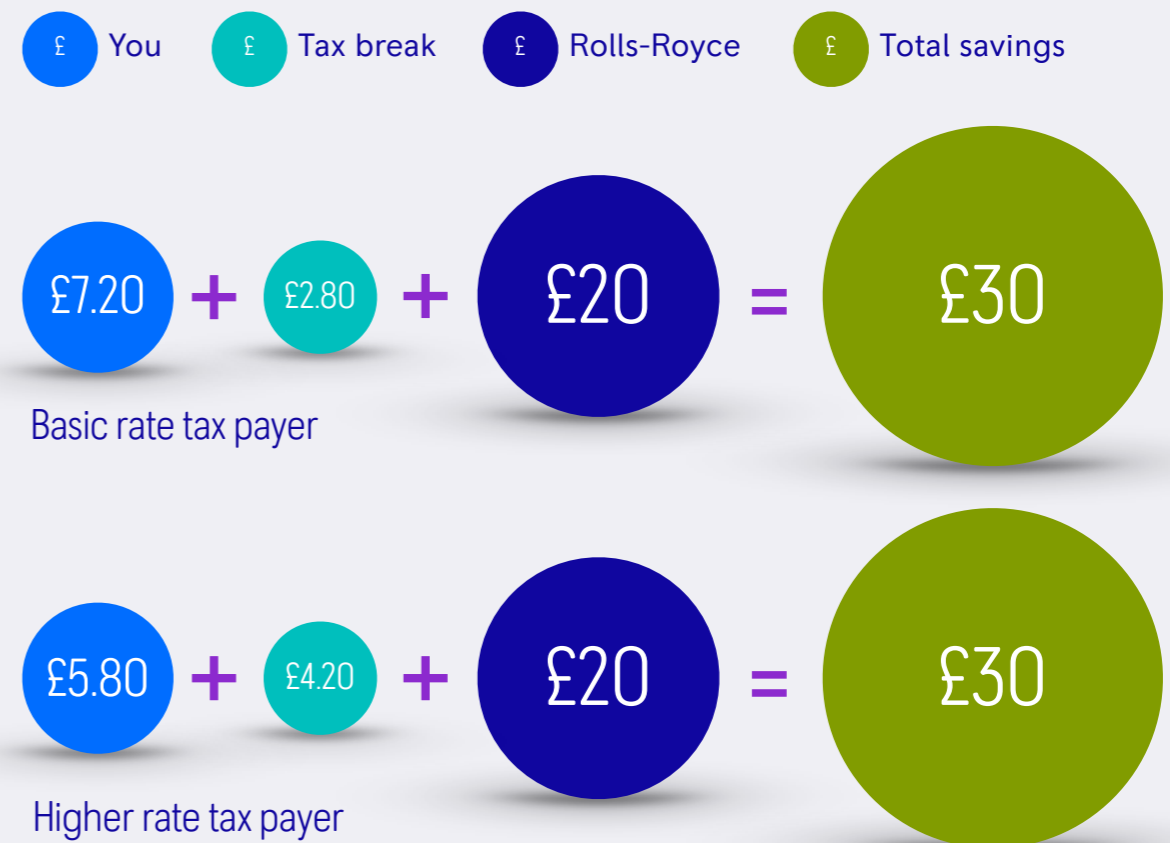 £ You £ Tax break £ Rolls-Royce £ Total savings
£7.20 + £2.80 + £20 = £30
Basic rate tax payer
£5.80 + £4.20 + £20 = £30
Higher rate tax payer